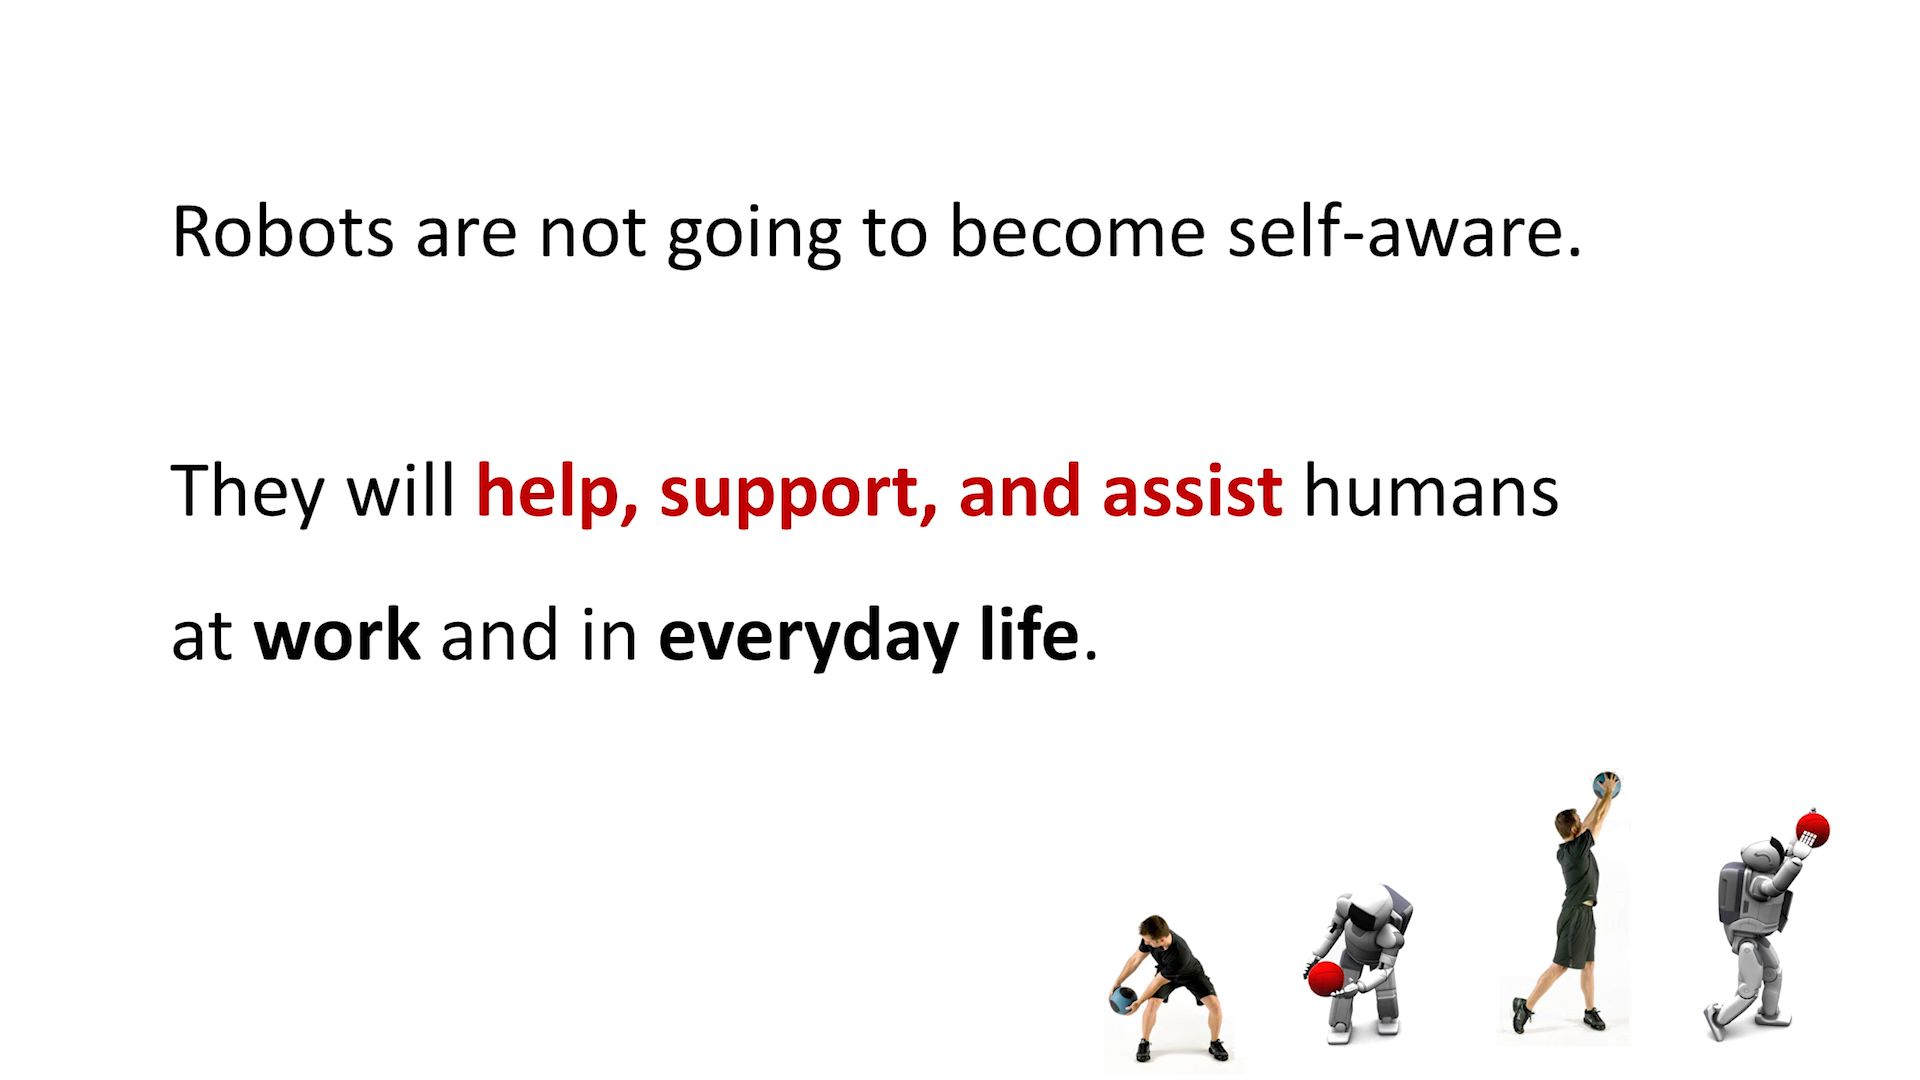 Robots are not going to become self-aware.
They will help, support, and assist humans
at work and in everyday life.